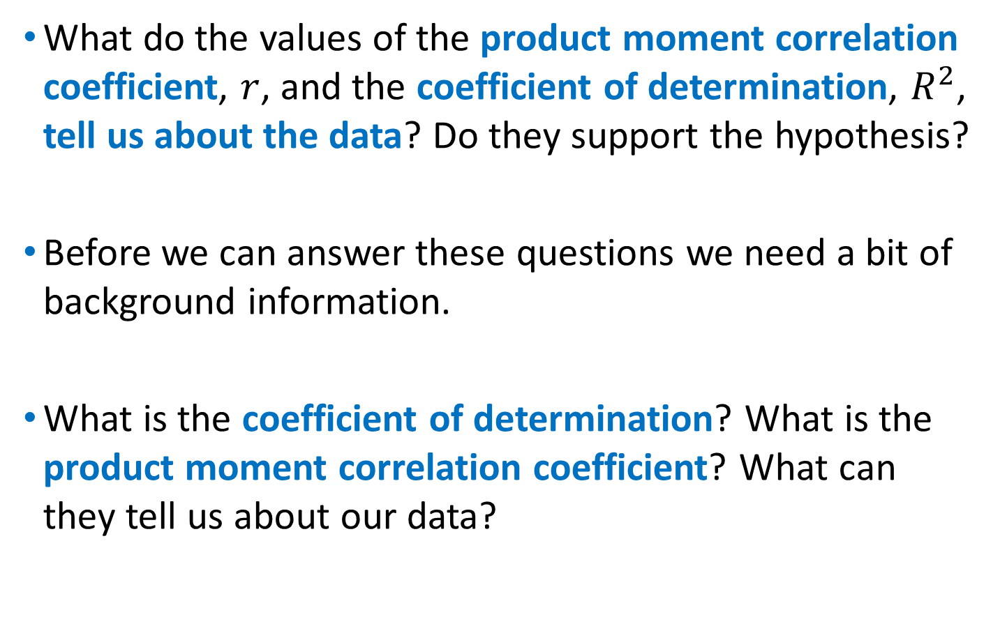 • What do the values of the product moment correlation
coefficient, r, and the coefficient of determination, R²,
tell us about the data? Do they support the hypothesis?
• Before we can answer these questions we need a bit of
background information.
• What is the coefficient of determination? What is the
product moment correlation coefficient? What can
they tell us about our data?